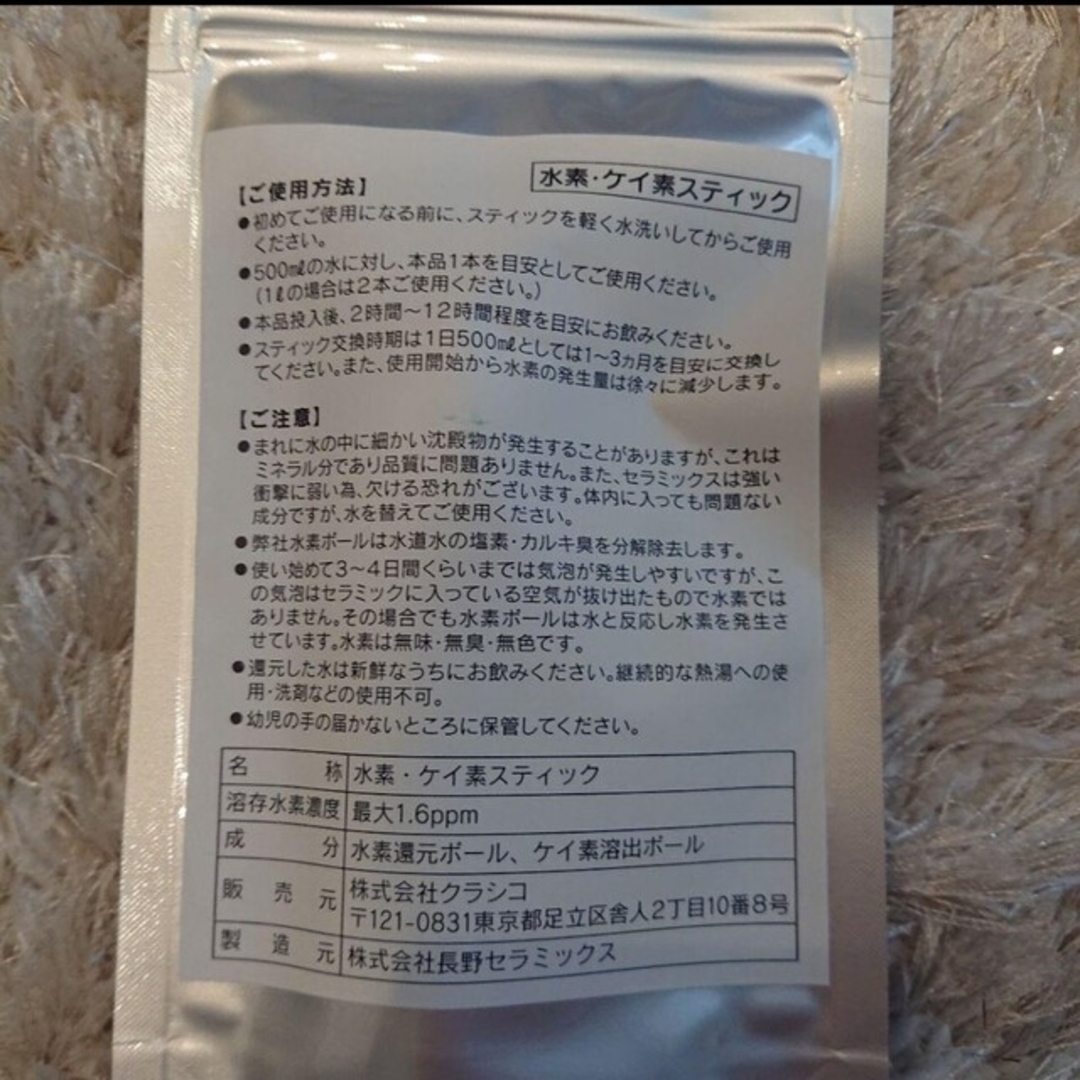 水素・ケイ素スティック
【ご使用方法】
●初めてご使用になる前に、スティックを軽く水洗いしてからご使用
ください。
●500㎖の水に対し、本品1本を目安としてご使用ください。
(1ℓの場合は2本ご使用ください。)
●本品投入後、2時間〜12時間程度を目安にお飲みください。
●スティック交換時期は1日500㎖としては1〜3ヵ月を目安に交換し
てください。また、使用開始から水素の発生量は徐々に減少します。
【ご注意】
●まれに水の中に細かい沈殿物が発生することがありますが、これは
ミネラル分であり品質に問題ありません。また、セラミックスは強い
衝撃に弱い為、欠ける恐れがございます。体内に入っても問題ない
成分ですが、水を替えてご使用ください。
●弊社水素ボールは水道水の塩素・カルキ臭を分解除去します。
●使い始めて3〜4日間くらいまでは気泡が発生しやすいですが、こ
の気泡はセラミックに入っている空気が抜け出たもので水素では
ありません。その場合でも水素ボールは水と反応し水素を発生さ
せています。水素は無味・無臭・無色です。
●還元した水は新鮮なうちにお飲みください。継続的な熱湯への使
用・洗剤などの使用不可。
●幼児の手の届かないところに保管してください。
名称 水素・ケイ素スティック
溶存水素濃度 最大1.6ppm
成分 水素還元ボール、ケイ素溶出ボール
販売元 株式会社クラシコ
〒121-0831東京都足立区舎人2丁目10番8号
製造元 株式会社長野セラミックス